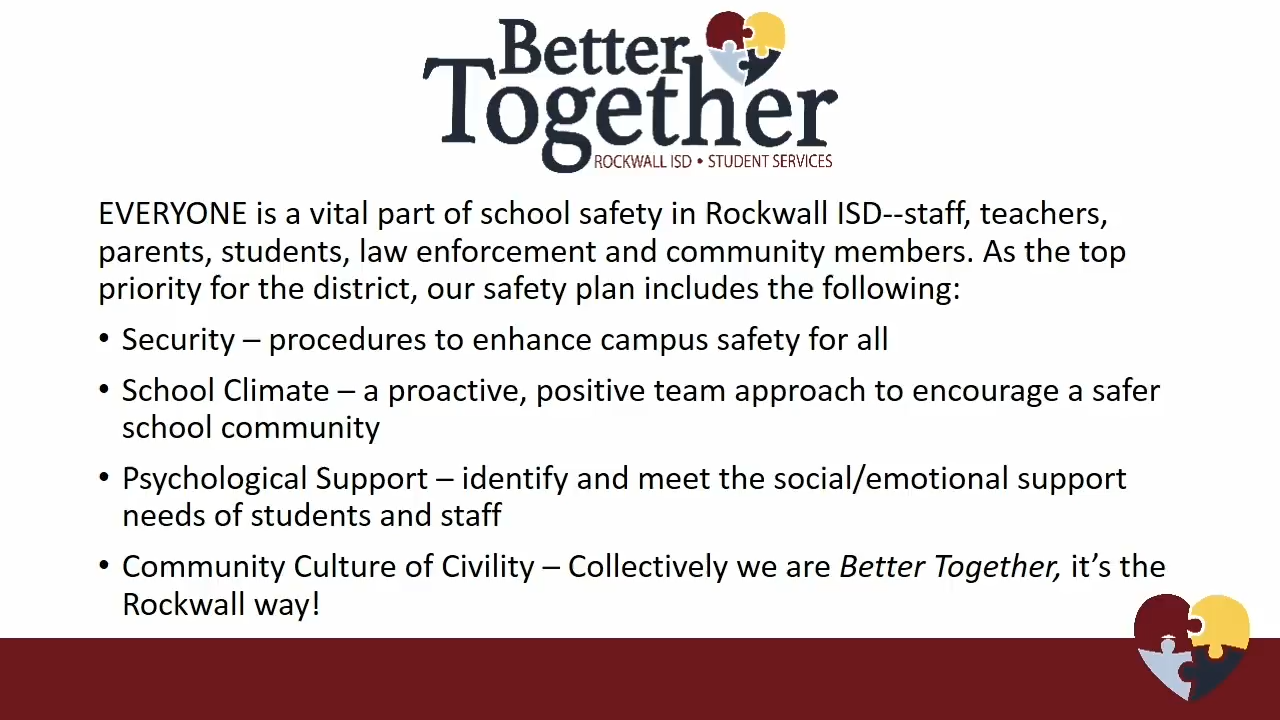 Better
Together
ROCKWALL ISD • STUDENT SERVICES
EVERYONE is a vital part of school safety in Rockwall ISD--staff, teachers,
parents, students, law enforcement and community members. As the top
priority for the district, our safety plan includes the following:
• Security – procedures to enhance campus safety for all
• School Climate – a proactive, positive team approach to encourage a safer
school community
• Psychological Support – identify and meet the social/emotional support
needs of students and staff
• Community Culture of Civility – Collectively we are Better Together, it’s the
Rockwall way!